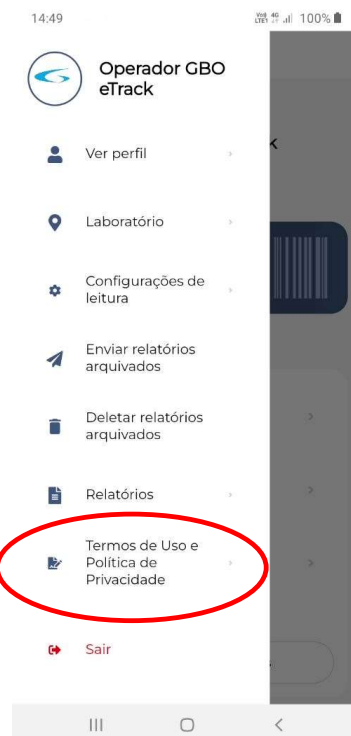 14:49
100%
Operador GBO
eTrack
Ver perfil
Laboratório
Configurações de
leitura
Enviar relatórios
arquivados
Deletar relatórios
arquivados
Relatórios
Termos de Uso e
Política de
Privacidade
Sair